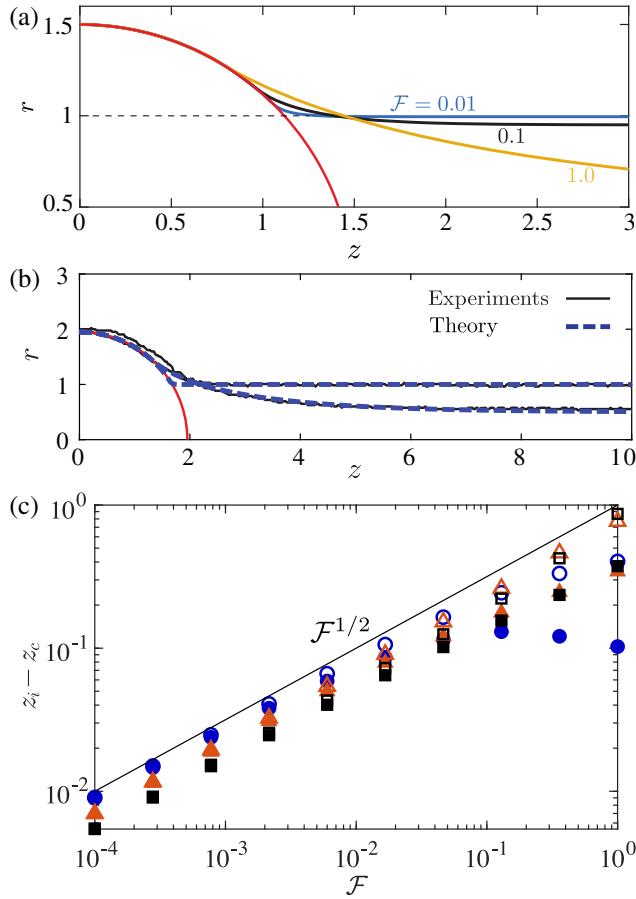 (a)
1.5
r
1
0.5
ℱ = 0.01
0.1
1.0
0 0.5 1 1.5 2 2.5 3
z
(b)
3
2
r
1
0
Experiments
Theory
0 2 4 6 8 10
z
(c)
10^0
10^-1
10^-2
z_i − z_c
ℱ^1/2
10^-4 10^-3 10^-2 10^-1 10^0
ℱ